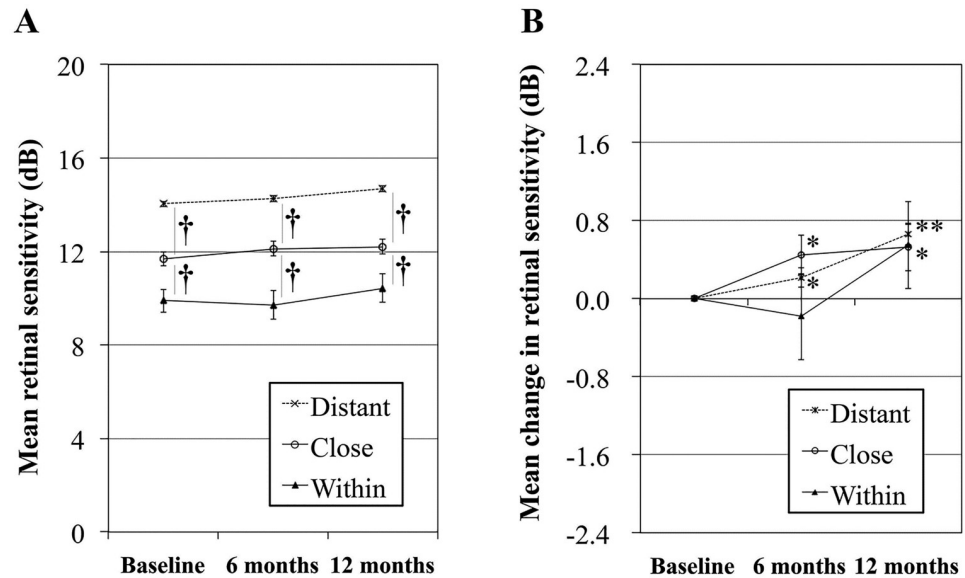 A
B
Mean retinal sensitivity (dB)
20
16
12
8
4
0
†
†
†
†
†
†
Distant
Close
Within
Baseline 6 months 12 months
Mean change in retinal sensitivity (dB)
2.4
1.6
0.8
0.0
-0.8
-1.6
-2.4
*
*
**
*
Distant
Close
Within
Baseline 6 months 12 months